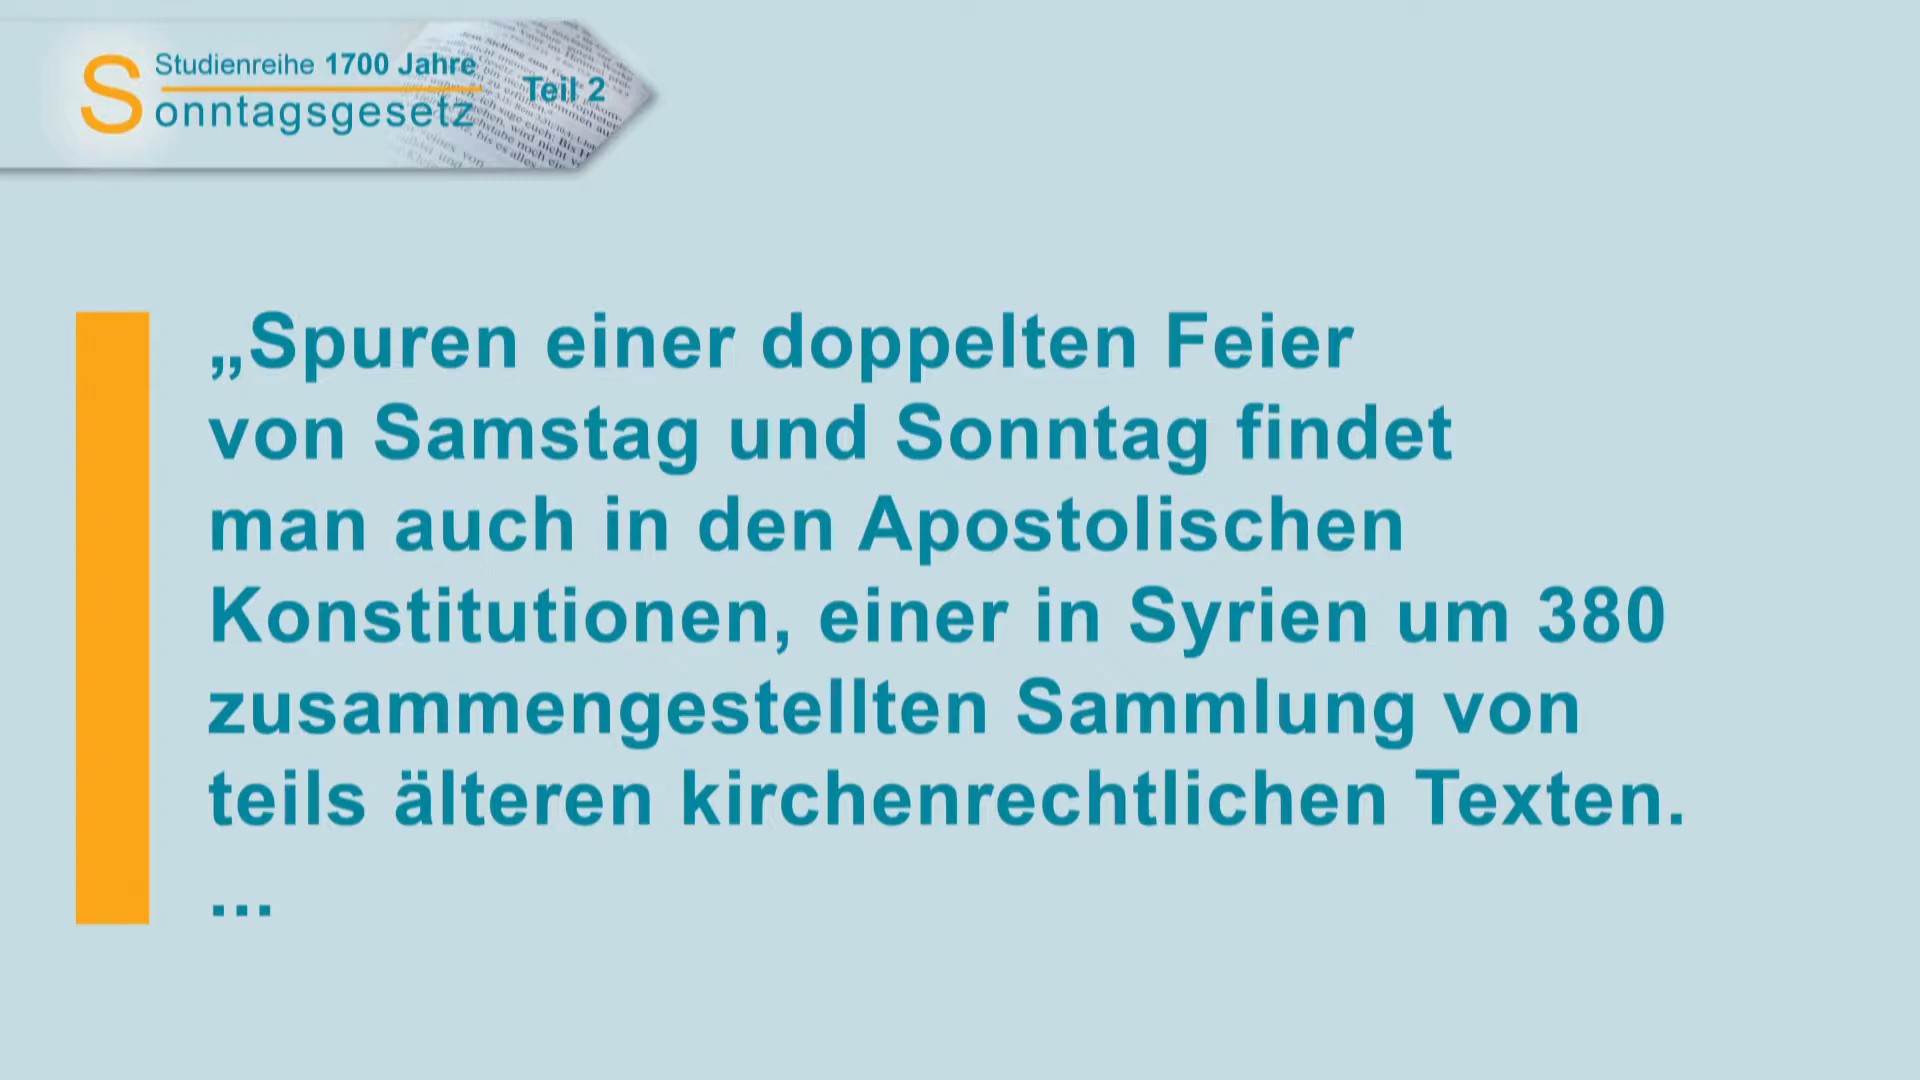 Studienreihe 1700 Jahre
Sonntagsgesetz
Teil 2
„Spuren einer doppelten Feier
von Samstag und Sonntag findet
man auch in den Apostolischen
Konstitutionen, einer in Syrien um 380
zusammengestellten Sammlung von
teils älteren kirchenrechtlichen Texten.
...